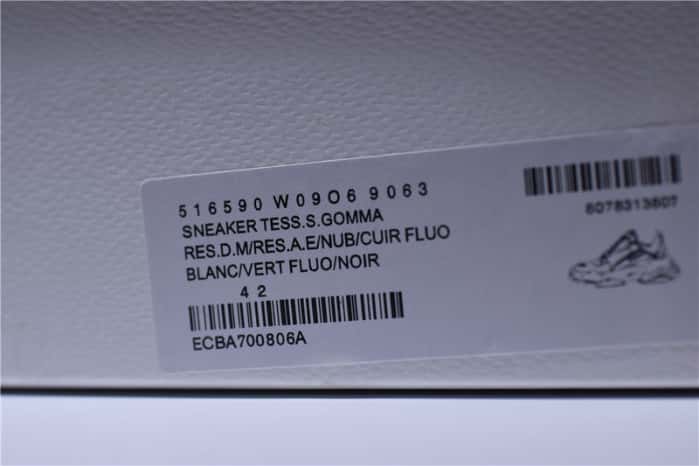 516590 W09O6 9063
SNEAKER TESS.S.GOMMA
RES.D.M/RES.A.E/NUB/CUIR FLUO
BLANC/VERT FLUO/NOIR
42
ECBA700806A
8078313807